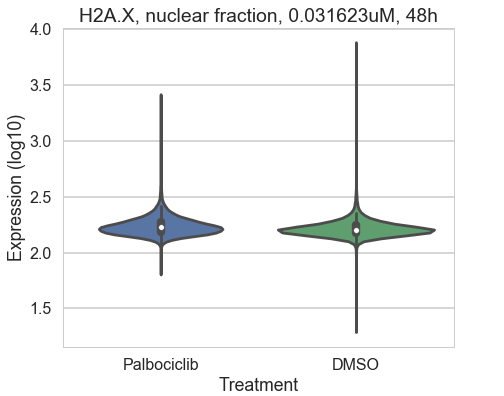 H2A.X, nuclear fraction, 0.031623uM, 48h
4.0
3.5
3.0
2.5
2.0
1.5
Expression (log10)
Palbociclib
DMSO
Treatment